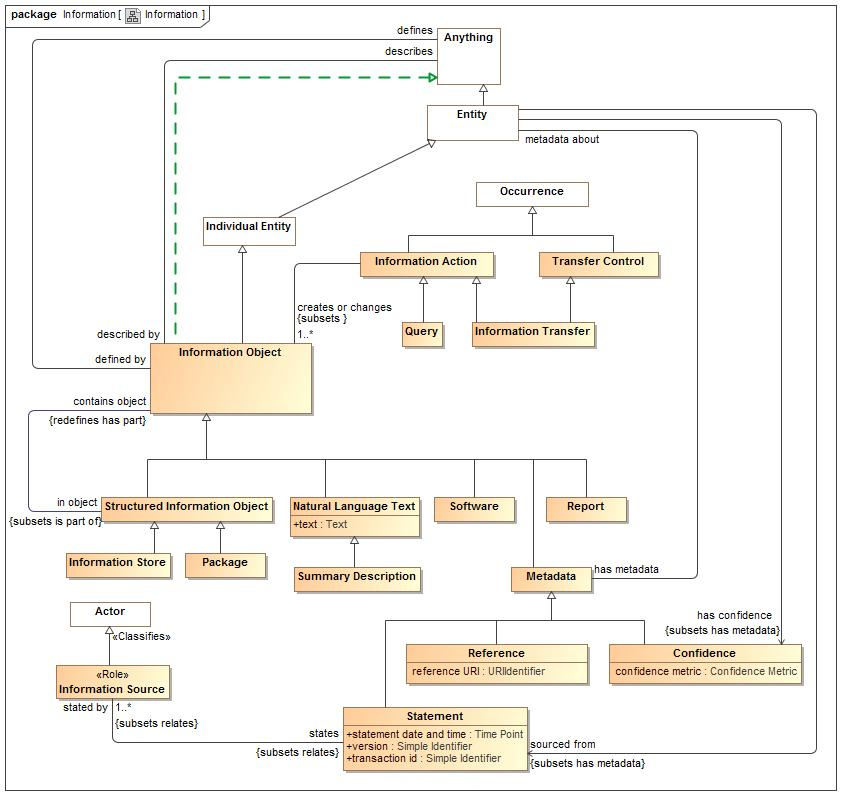 package Information [ Information ]
defines
Anything
describes
Entity
metadata about
Occurrence
Individual Entity
Information Action
Transfer Control
creates or changes
{subsets }
1..*
Query
Information Transfer
described by
Information Object
defined by
contains object
{redefines has part}
in object
{subsets is part of}
Structured Information Object
Natural Language Text
+text : Text
Software
Report
Information Store
Package
Summary Description
Metadata
has metadata
Actor
«Classifies»
has confidence
{subsets has metadata}
Reference
reference URI : URIIdentifier
Confidence
confidence metric : Confidence Metric
«Role»
Information Source
stated by
1..*
{subsets relates}
states
{subsets relates}
Statement
+statement date and time : Time Point
+version : Simple Identifier
+transaction id : Simple Identifier
sourced from
{subsets has metadata}